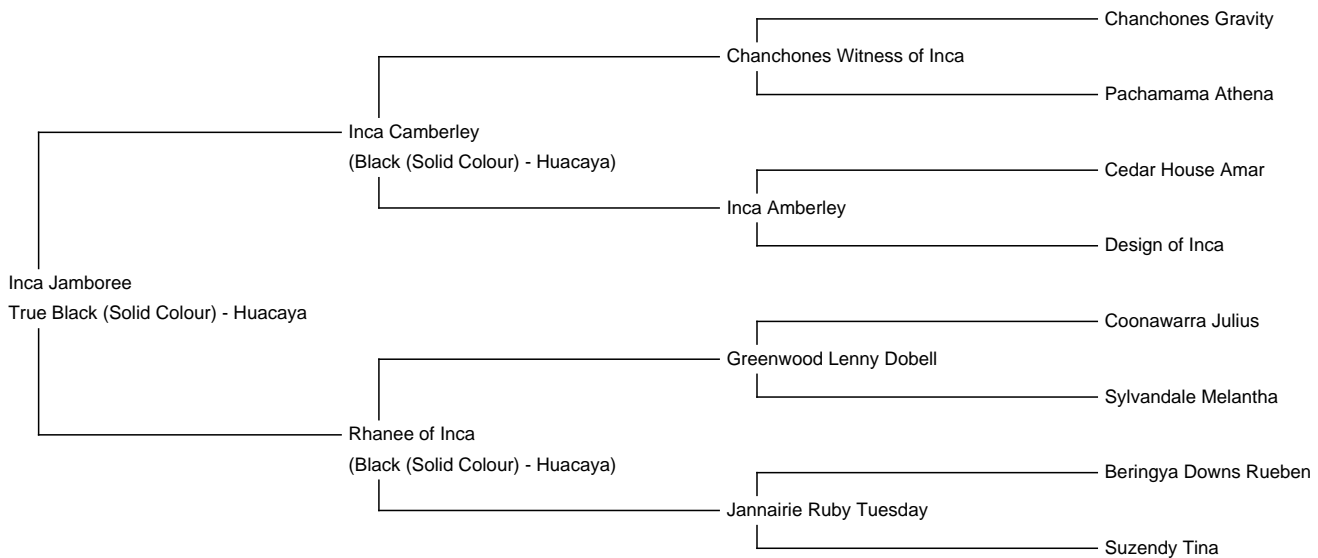 Chanchones Gravity
Chanchones Witness of Inca
Pachamama Athena
Inca Camberley
(Black (Solid Colour) - Huacaya)
Cedar House Amar
Inca Amberley
Design of Inca
Inca Jamboree
True Black (Solid Colour) - Huacaya
Coonawarra Julius
Greenwood Lenny Dobell
Sylvandale Melantha
Rhanee of Inca
(Black (Solid Colour) - Huacaya)
Beringya Downs Rueben
Jannairie Ruby Tuesday
Suzendy Tina